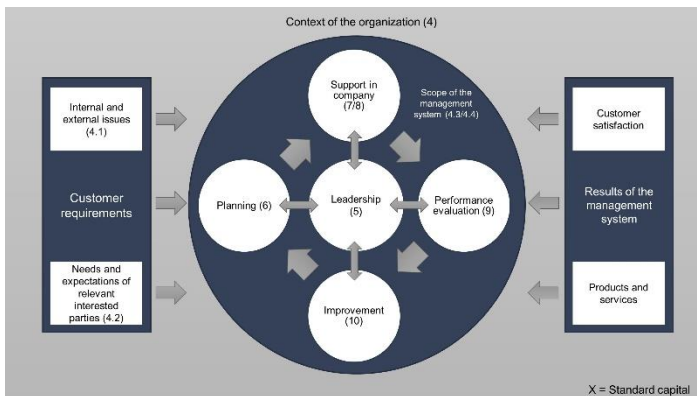 Context of the organization (4)
Internal and
external issues
(4.1)
Customer
requirements
Needs and
expectations of
relevant
interested
parties (4.2)
Support in
company
(7/8)
Scope of the
management
system (4.3/4.4)
Planning (6)
Leadership
(5)
Performance
evaluation (9)
Improvement
(10)
Customer
satisfaction
Results of the
management
system
Products and
services
X = Standard capital